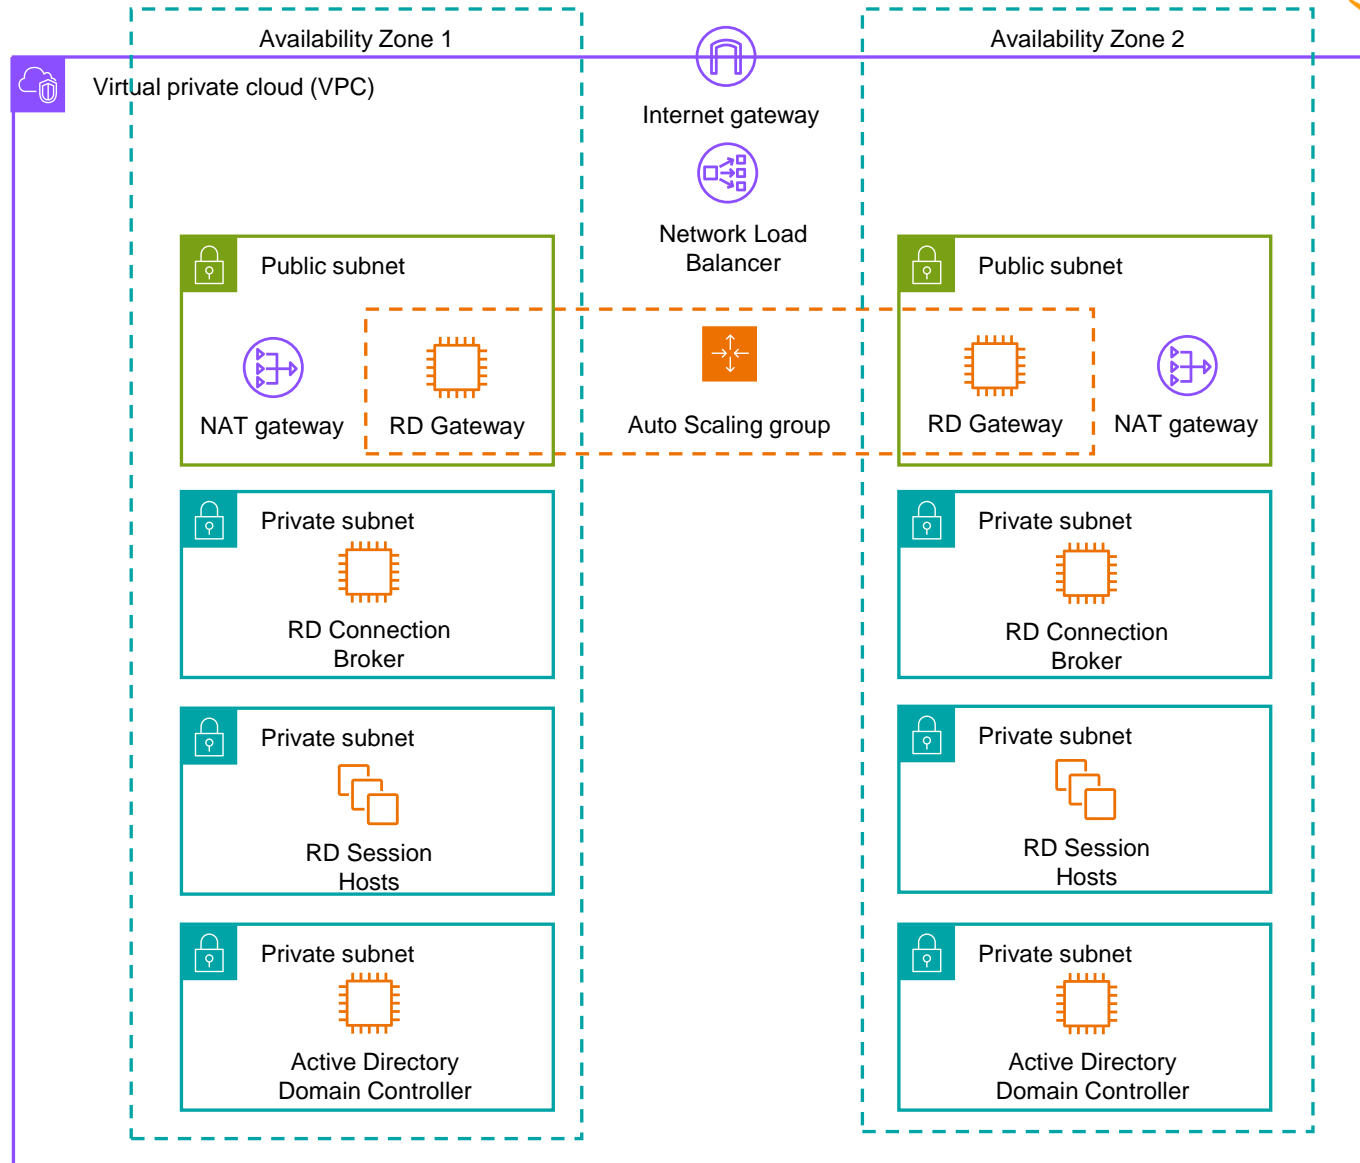 Availability Zone 1
Availability Zone 2
Virtual private cloud (VPC)
Internet gateway
Network Load
Balancer
Public subnet
NAT gateway
RD Gateway
Auto Scaling group
Public subnet
RD Gateway
NAT gateway
Private subnet
RD Connection
Broker
Private subnet
RD Connection
Broker
Private subnet
RD Session
Hosts
Private subnet
RD Session
Hosts
Private subnet
Active Directory
Domain Controller
Private subnet
Active Directory
Domain Controller